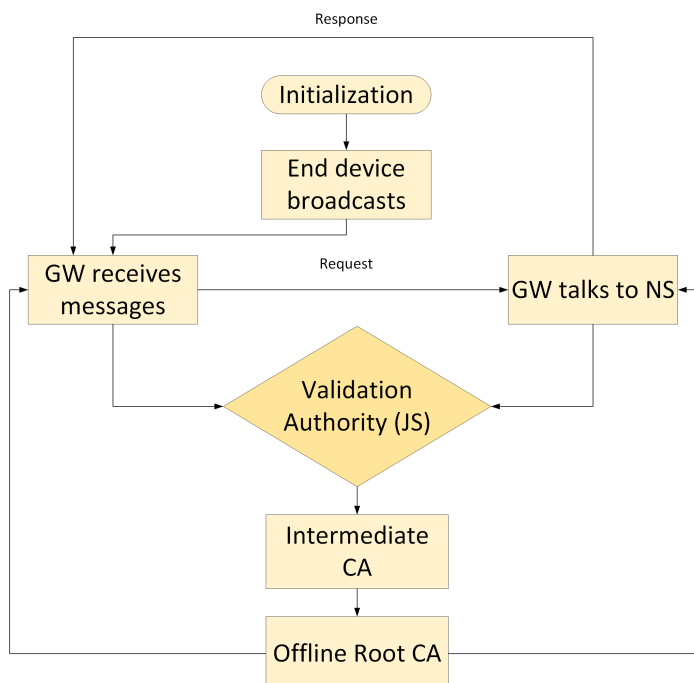 Response
Initialization
End device
broadcasts
GW receives
messages
Request
GW talks to NS
Validation
Authority (JS)
Intermediate
CA
Offline Root CA